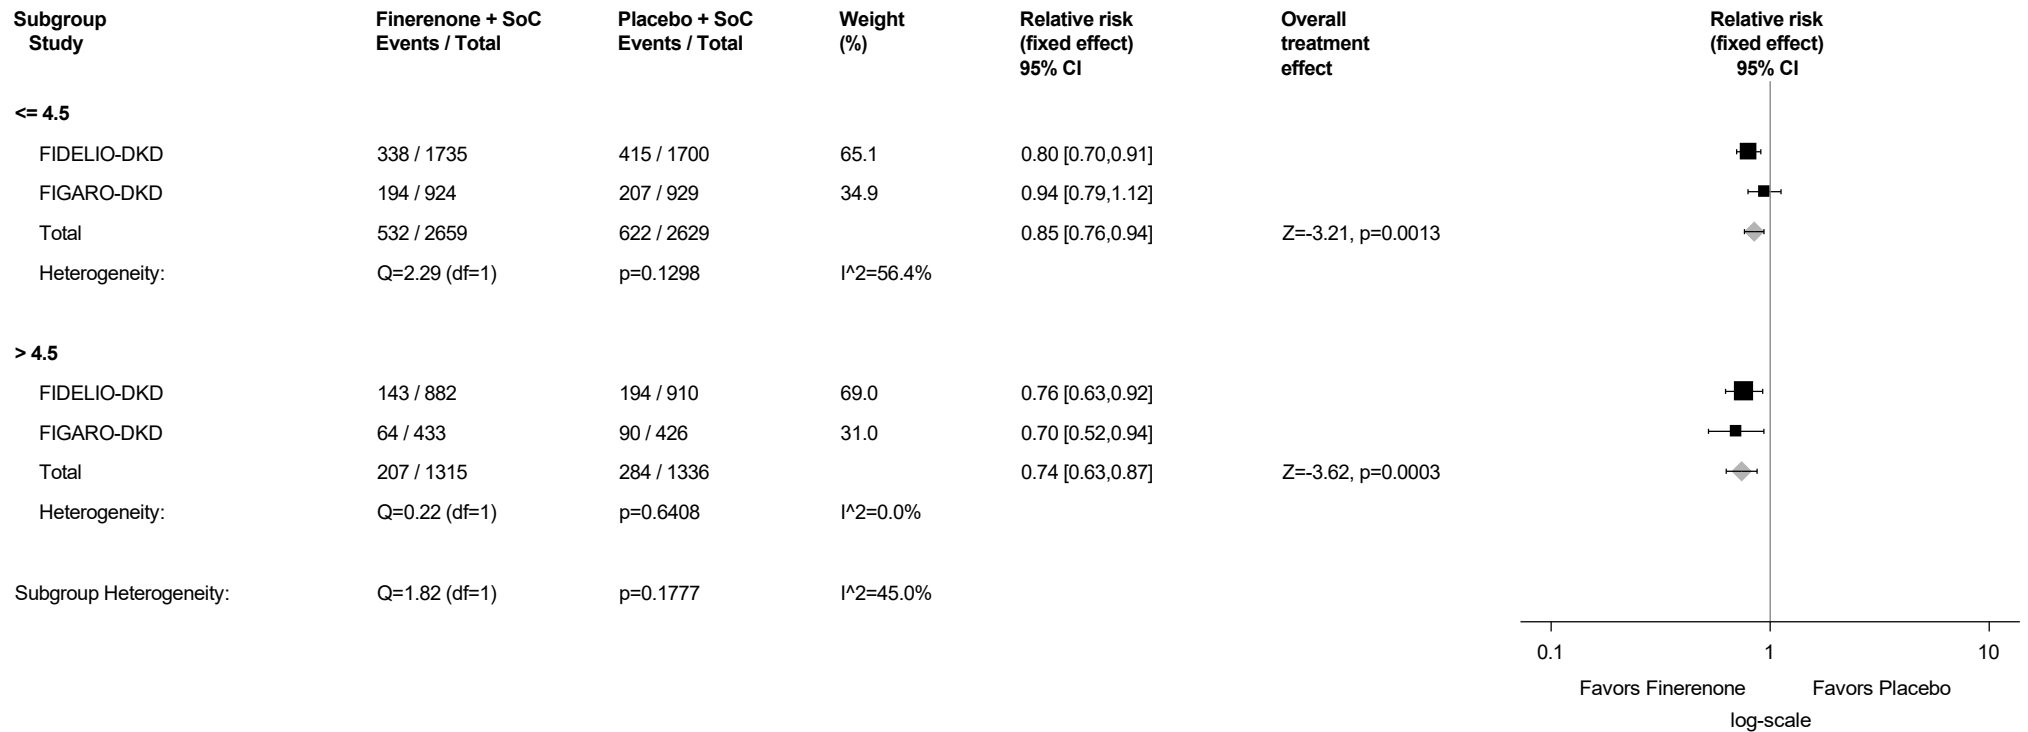 Subgroup Finerenone + SoC Placebo + SoC Weight Relative risk Overall Relative risk
Study Events / Total Events / Total (%) (fixed effect) treatment (fixed effect)
95% CI effect 95% CI
<= 4.5
FIDELIO-DKD 338 / 1735 415 / 1700 65.1 0.80 [0.70,0.91]
FIGARO-DKD 194 / 924 207 / 929 34.9 0.94 [0.79,1.12]
Total 532 / 2659 622 / 2629 0.85 [0.76,0.94] Z=-3.21, p=0.0013
Heterogeneity: Q=2.29 (df=1) p=0.1298 I^2=56.4%
> 4.5
FIDELIO-DKD 143 / 882 194 / 910 69.0 0.76 [0.63,0.92]
FIGARO-DKD 64 / 433 90 / 426 31.0 0.70 [0.52,0.94]
Total 207 / 1315 284 / 1336 0.74 [0.63,0.87] Z=-3.62, p=0.0003
Heterogeneity: Q=0.22 (df=1) p=0.6408 I^2=0.0%
Subgroup Heterogeneity: Q=1.82 (df=1) p=0.1777 I^2=45.0%
0.1 1 10
Favors Finerenone Favors Placebo
log-scale